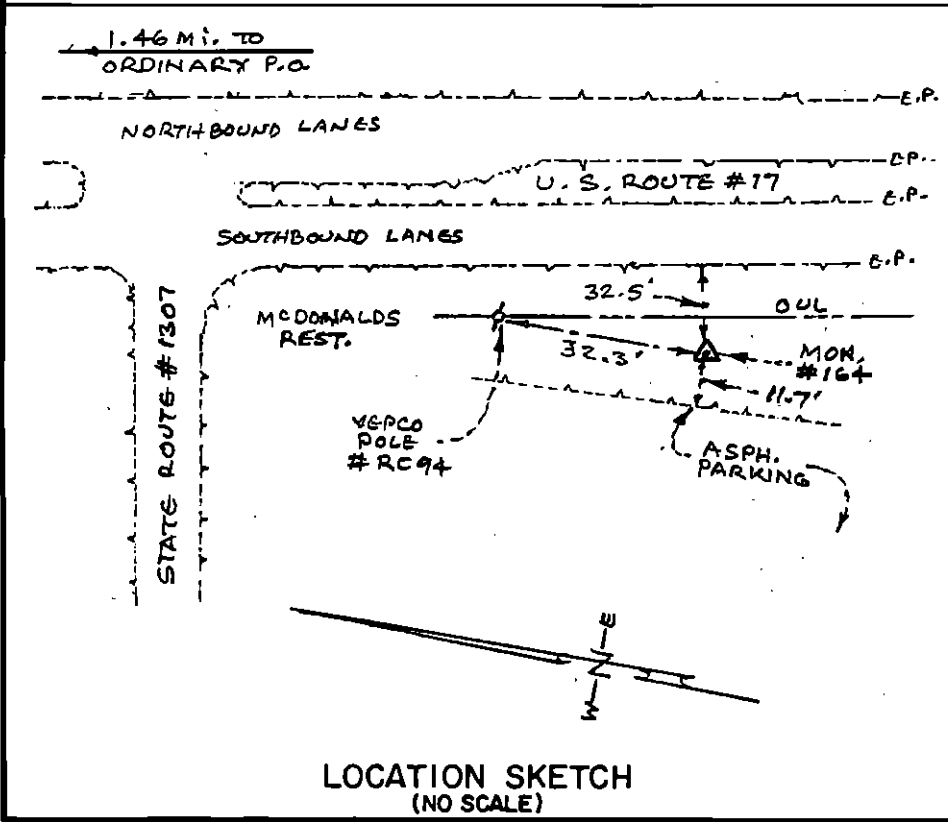 1.46 Mi. TO
ORDINARY P.O.
E.P.
NORTHBOUND LANES
E.P.
U. S. ROUTE #17
E.P.
SOUTHBOUND LANES
E.P.
STATE ROUTE #1307
McDONALDS
REST.
32.5'
OUL
32.3'
MON.
#164
11.7'
VEPCO
POLE
# RC94
ASPH.
PARKING
E
N
W
LOCATION SKETCH
(NO SCALE)